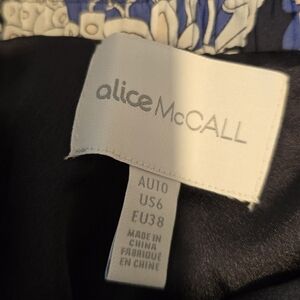 alice McCALL
AU10
US6
EU38
MADE IN
CHINA
FABRIQUÉ
EN CHINE